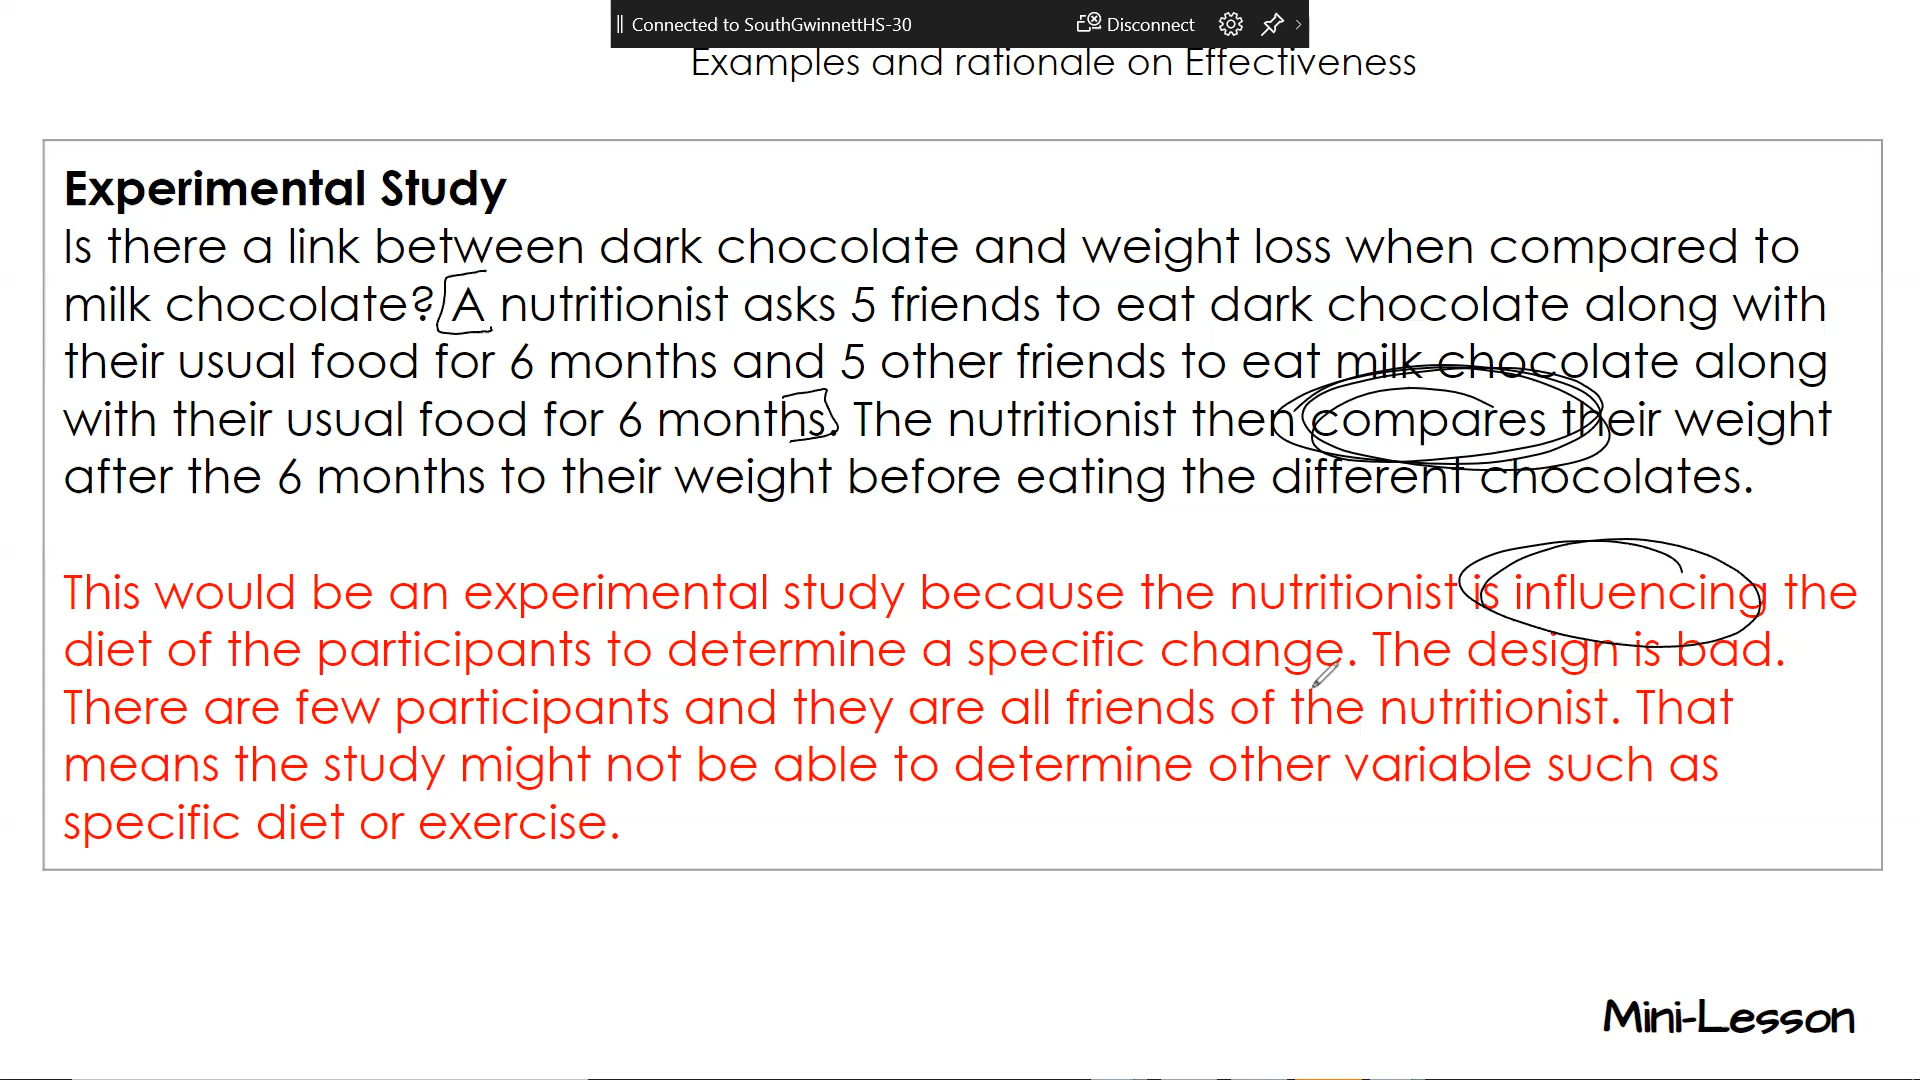 Connected to SouthGwinnettHS-30 Disconnect
Examples and rationale on Effectiveness
Experimental Study
Is there a link between dark chocolate and weight loss when compared to
milk chocolate? A nutritionist asks 5 friends to eat dark chocolate along with
their usual food for 6 months and 5 other friends to eat milk chocolate along
with their usual food for 6 months. The nutritionist then compares their weight
after the 6 months to their weight before eating the different chocolates.
This would be an experimental study because the nutritionist is influencing the
diet of the participants to determine a specific change. The design is bad.
There are few participants and they are all friends of the nutritionist. That
means the study might not be able to determine other variable such as
specific diet or exercise.
Mini-Lesson